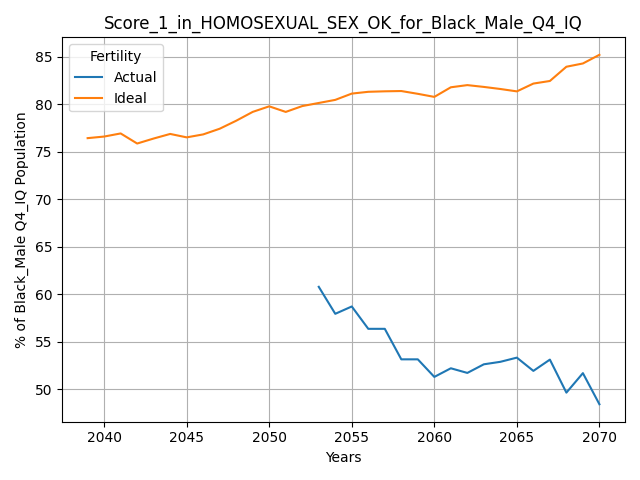 Score_1_in_HOMOSEXUAL_SEX_OK_for_Black_Male_Q4_IQ
Fertility
Actual
Ideal
85
80
75
70
65
60
55
50
% of Black_Male Q4_IQ Population
2040 2045 2050 2055 2060 2065 2070
Years